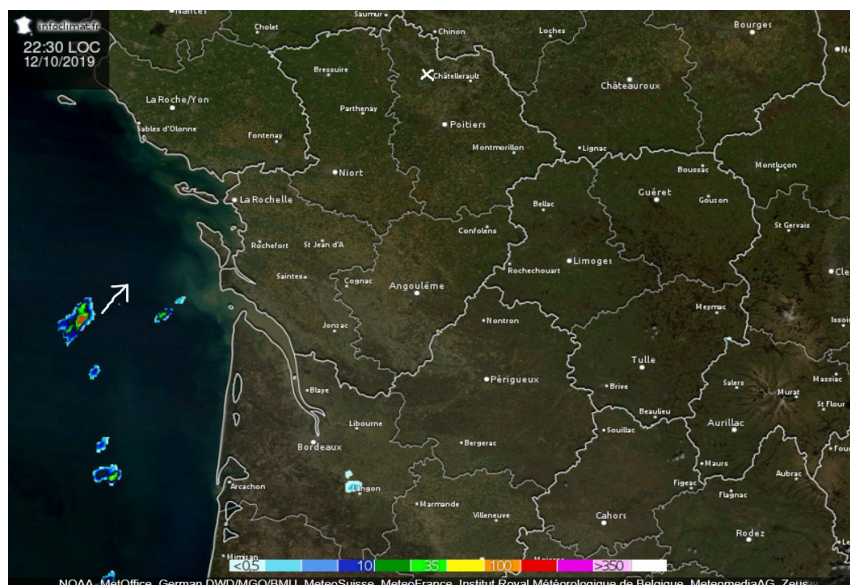 Nantes
Cholet
Saumur
Chinon
Loches
Bourges
infoclimat.fr
22:30 LOC
12/10/2019
Bressuire
Châtellerault
Châteauroux
La Roche/Yon
Parthenay
Poitiers
Sables d'Olonne
Fontenay
Montmorillon
Lignac
Boussac
Montluçon
Niort
Guéret
Gouzon
La Rochelle
Bellac
St Gervais
Rochefort
St Jean d'A
Confolens
Limoges
Rochechouart
Saintes
Cognac
Angoulême
Meymac
Jonzac
Nontron
Tulle
Périgueux
Brive
Salers
Murat
Massiac
Blaye
St Flour
Beaulieu
Libourne
Souillac
Aurillac
Bordeaux
Bergerac
Maurs
Aubrac
Arcachon
Langon
Figeac
Flagnac
Marmande
Villeneuve
Cahors
Rodez
Mimizan
<0.5 10 35 100 >350
NOAA, MetOffice, German DWD/MGO/BMU, MeteoSuisse, MeteoFrance, Institut Royal Météorologique de Belgique, MeteomediaAG, Zeus